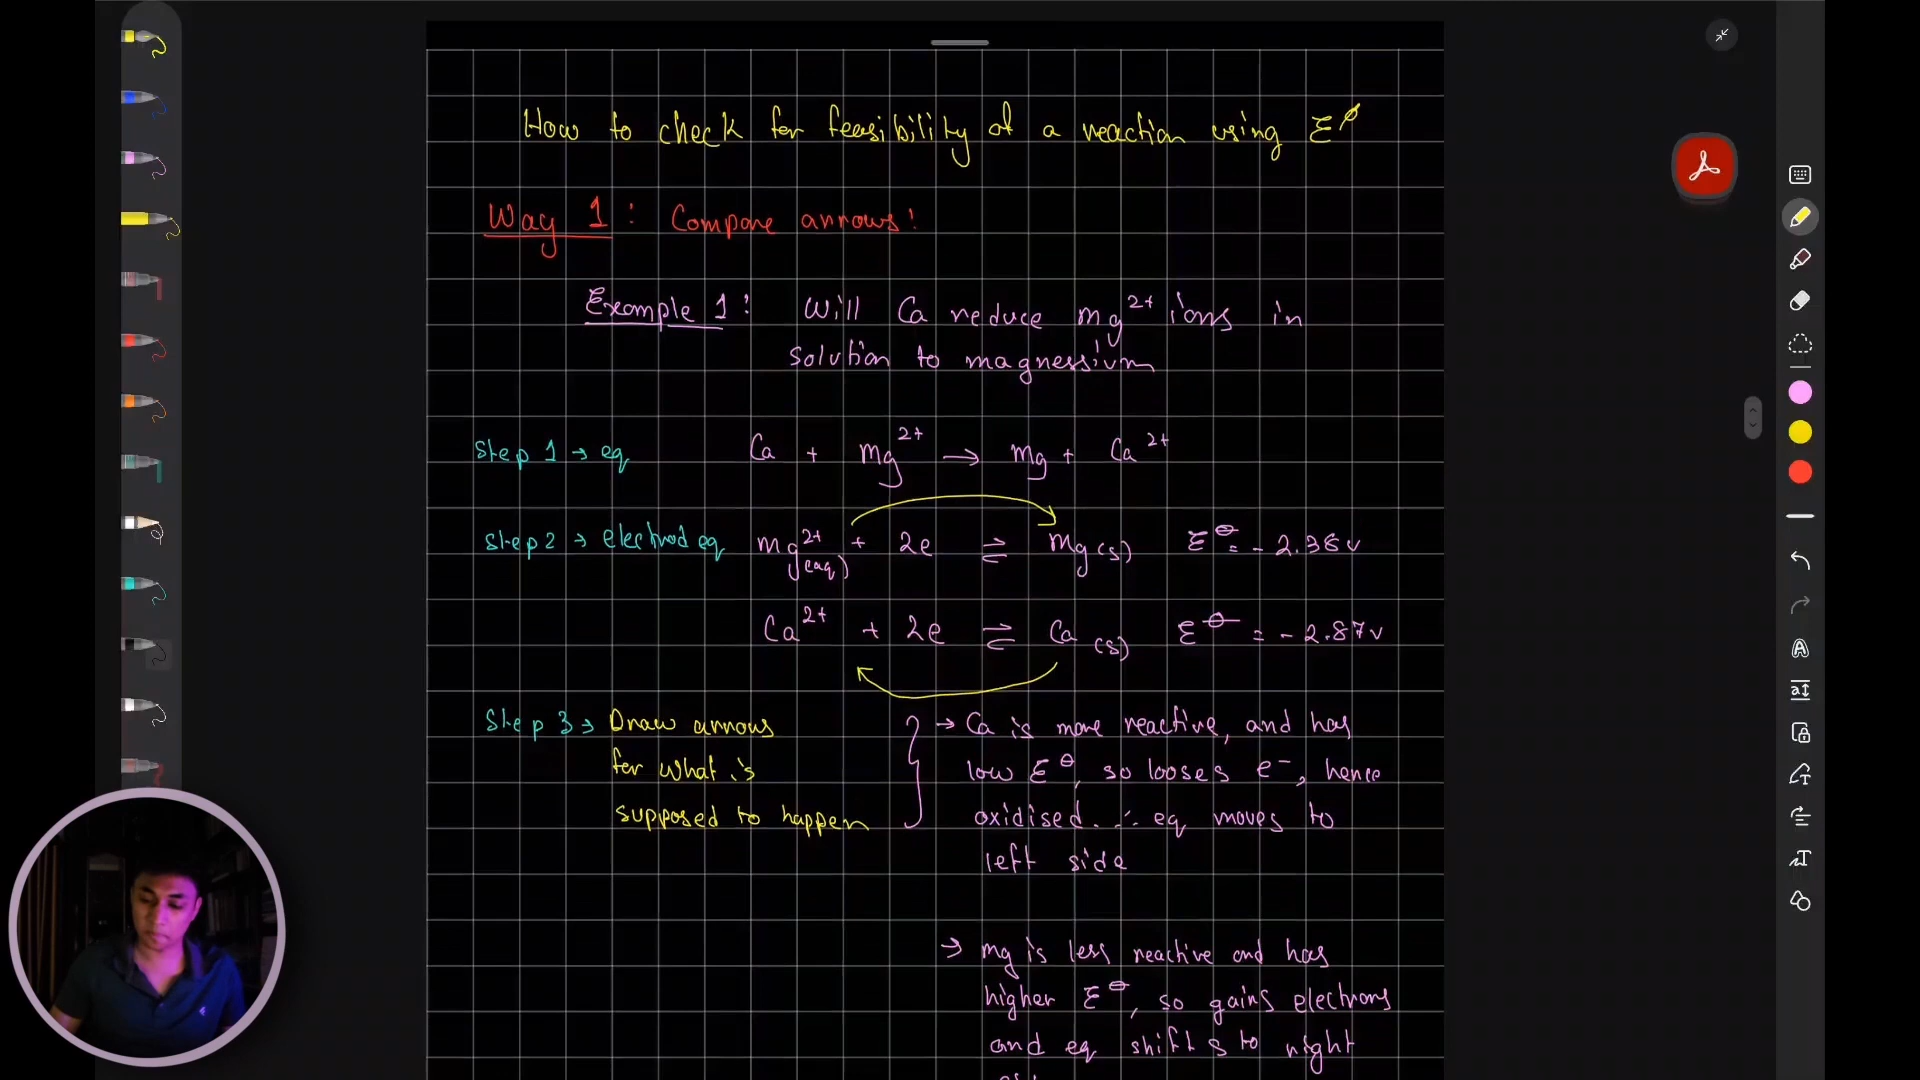 How to check for feasibility of a reaction using E⦵
Way 1 : Compare arrows!
Example 1: Will Ca reduce Mg²⁺ ions in
solution to magnessium
Step 1 → eq Ca + Mg²⁺ → Mg + Ca²⁺
Step 2 → electrod eq Mg²⁺(aq) + 2e ⇌ Mg(s) E⦵ = - 2.38v
Ca²⁺ + 2e ⇌ Ca (s) E⦵ = - 2.87v
Step 3 → Draw arrows
for what is
supposed to happen
→ Ca is more reactive, and has
low E⦵, so looses e⁻, hence
oxidised. ∴ eq moves to
left side
→ Mg is less reactive and has
higher E⦵, so gains electrons
and eq shifts to right